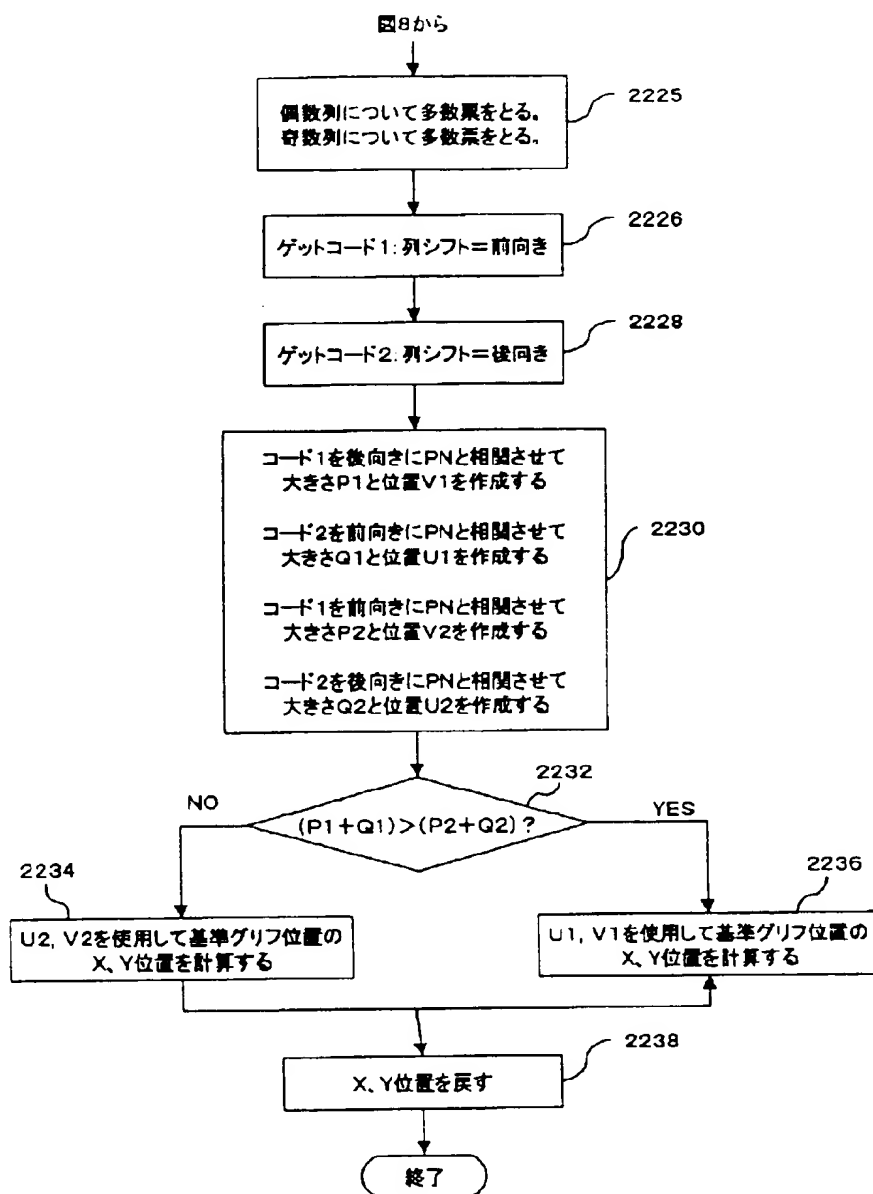 図8から
2225
偶数列について多数票をとる。
奇数列について多数票をとる。
2226
ゲットコード1:列シフト=前向き
2228
ゲットコード2:列シフト=後向き
2230
コード1を後向きにPNと相関させて
大きさP1と位置V1を作成する
コード2を前向きにPNと相関させて
大きさQ1と位置U1を作成する
コード1を前向きにPNと相関させて
大きさP2と位置V2を作成する
コード2を後向きにPNと相関させて
大きさQ2と位置U2を作成する
2232
NO
(P1+Q1)>(P2+Q2)?
YES
2234
U2, V2を使用して基準グリフ位置の
X、Y位置を計算する
2236
U1, V1を使用して基準グリフ位置の
X、Y位置を計算する
2238
X、Y位置を戻す
終了